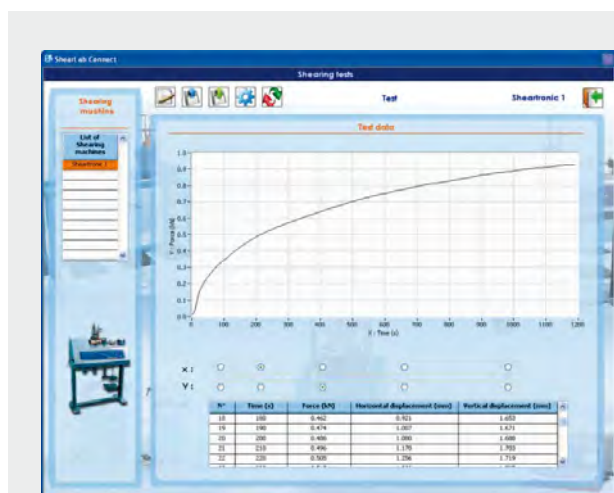 ShearLab Connect
Shearing tests
Shearing machine
Test
Sheartronic 1
List of Shearing machines
Sheartronic 1
Test data
Y : Force (kN)
1.0
0.9
0.8
0.7
0.6
0.5
0.4
0.3
0.2
0.1
0.0
0 100 200 300 400 500 600 700 800 900 1000 1100 1200
X : Time (s)
X :
Y :
N° Time (s) Force (kN) Horizontal displacement (mm) Vertical displacement (mm)
18 180 0.462 0.921 1.653
19 190 0.474 1.007 1.671
20 200 0.486 1.090 1.688
21 210 0.496 1.170 1.703
22 220 0.509 1.256 1.719